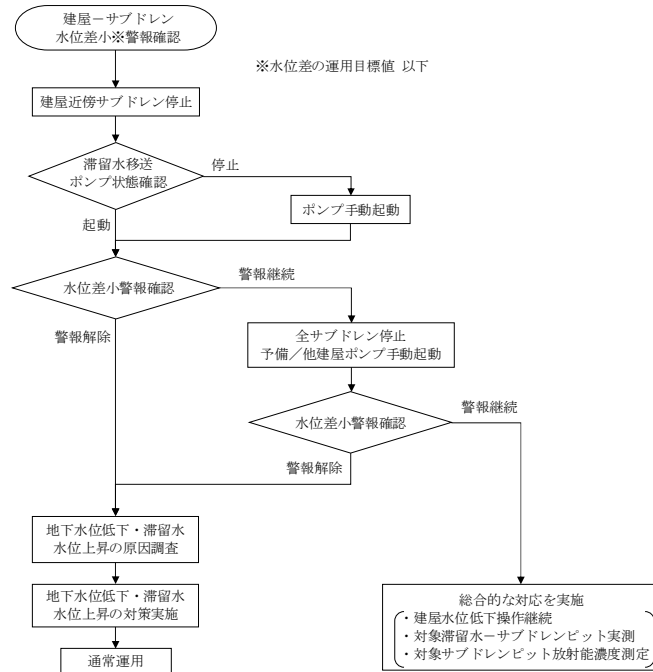 建屋－サブドレン
水位差小※警報確認
※水位差の運用目標値 以下
建屋近傍サブドレン停止
滞留水移送
ポンプ状態確認
停止
ポンプ手動起動
起動
水位差小警報確認
警報継続
警報解除
全サブドレン停止
予備／他建屋ポンプ手動起動
水位差小警報確認
警報継続
警報解除
地下水位低下・滞留水
水位上昇の原因調査
地下水位低下・滞留水
水位上昇の対策実施
通常運用
総合的な対応を実施
・建屋水位低下操作継続
・対象滞留水－サブドレンピット実測
・対象サブドレンピット放射能濃度測定